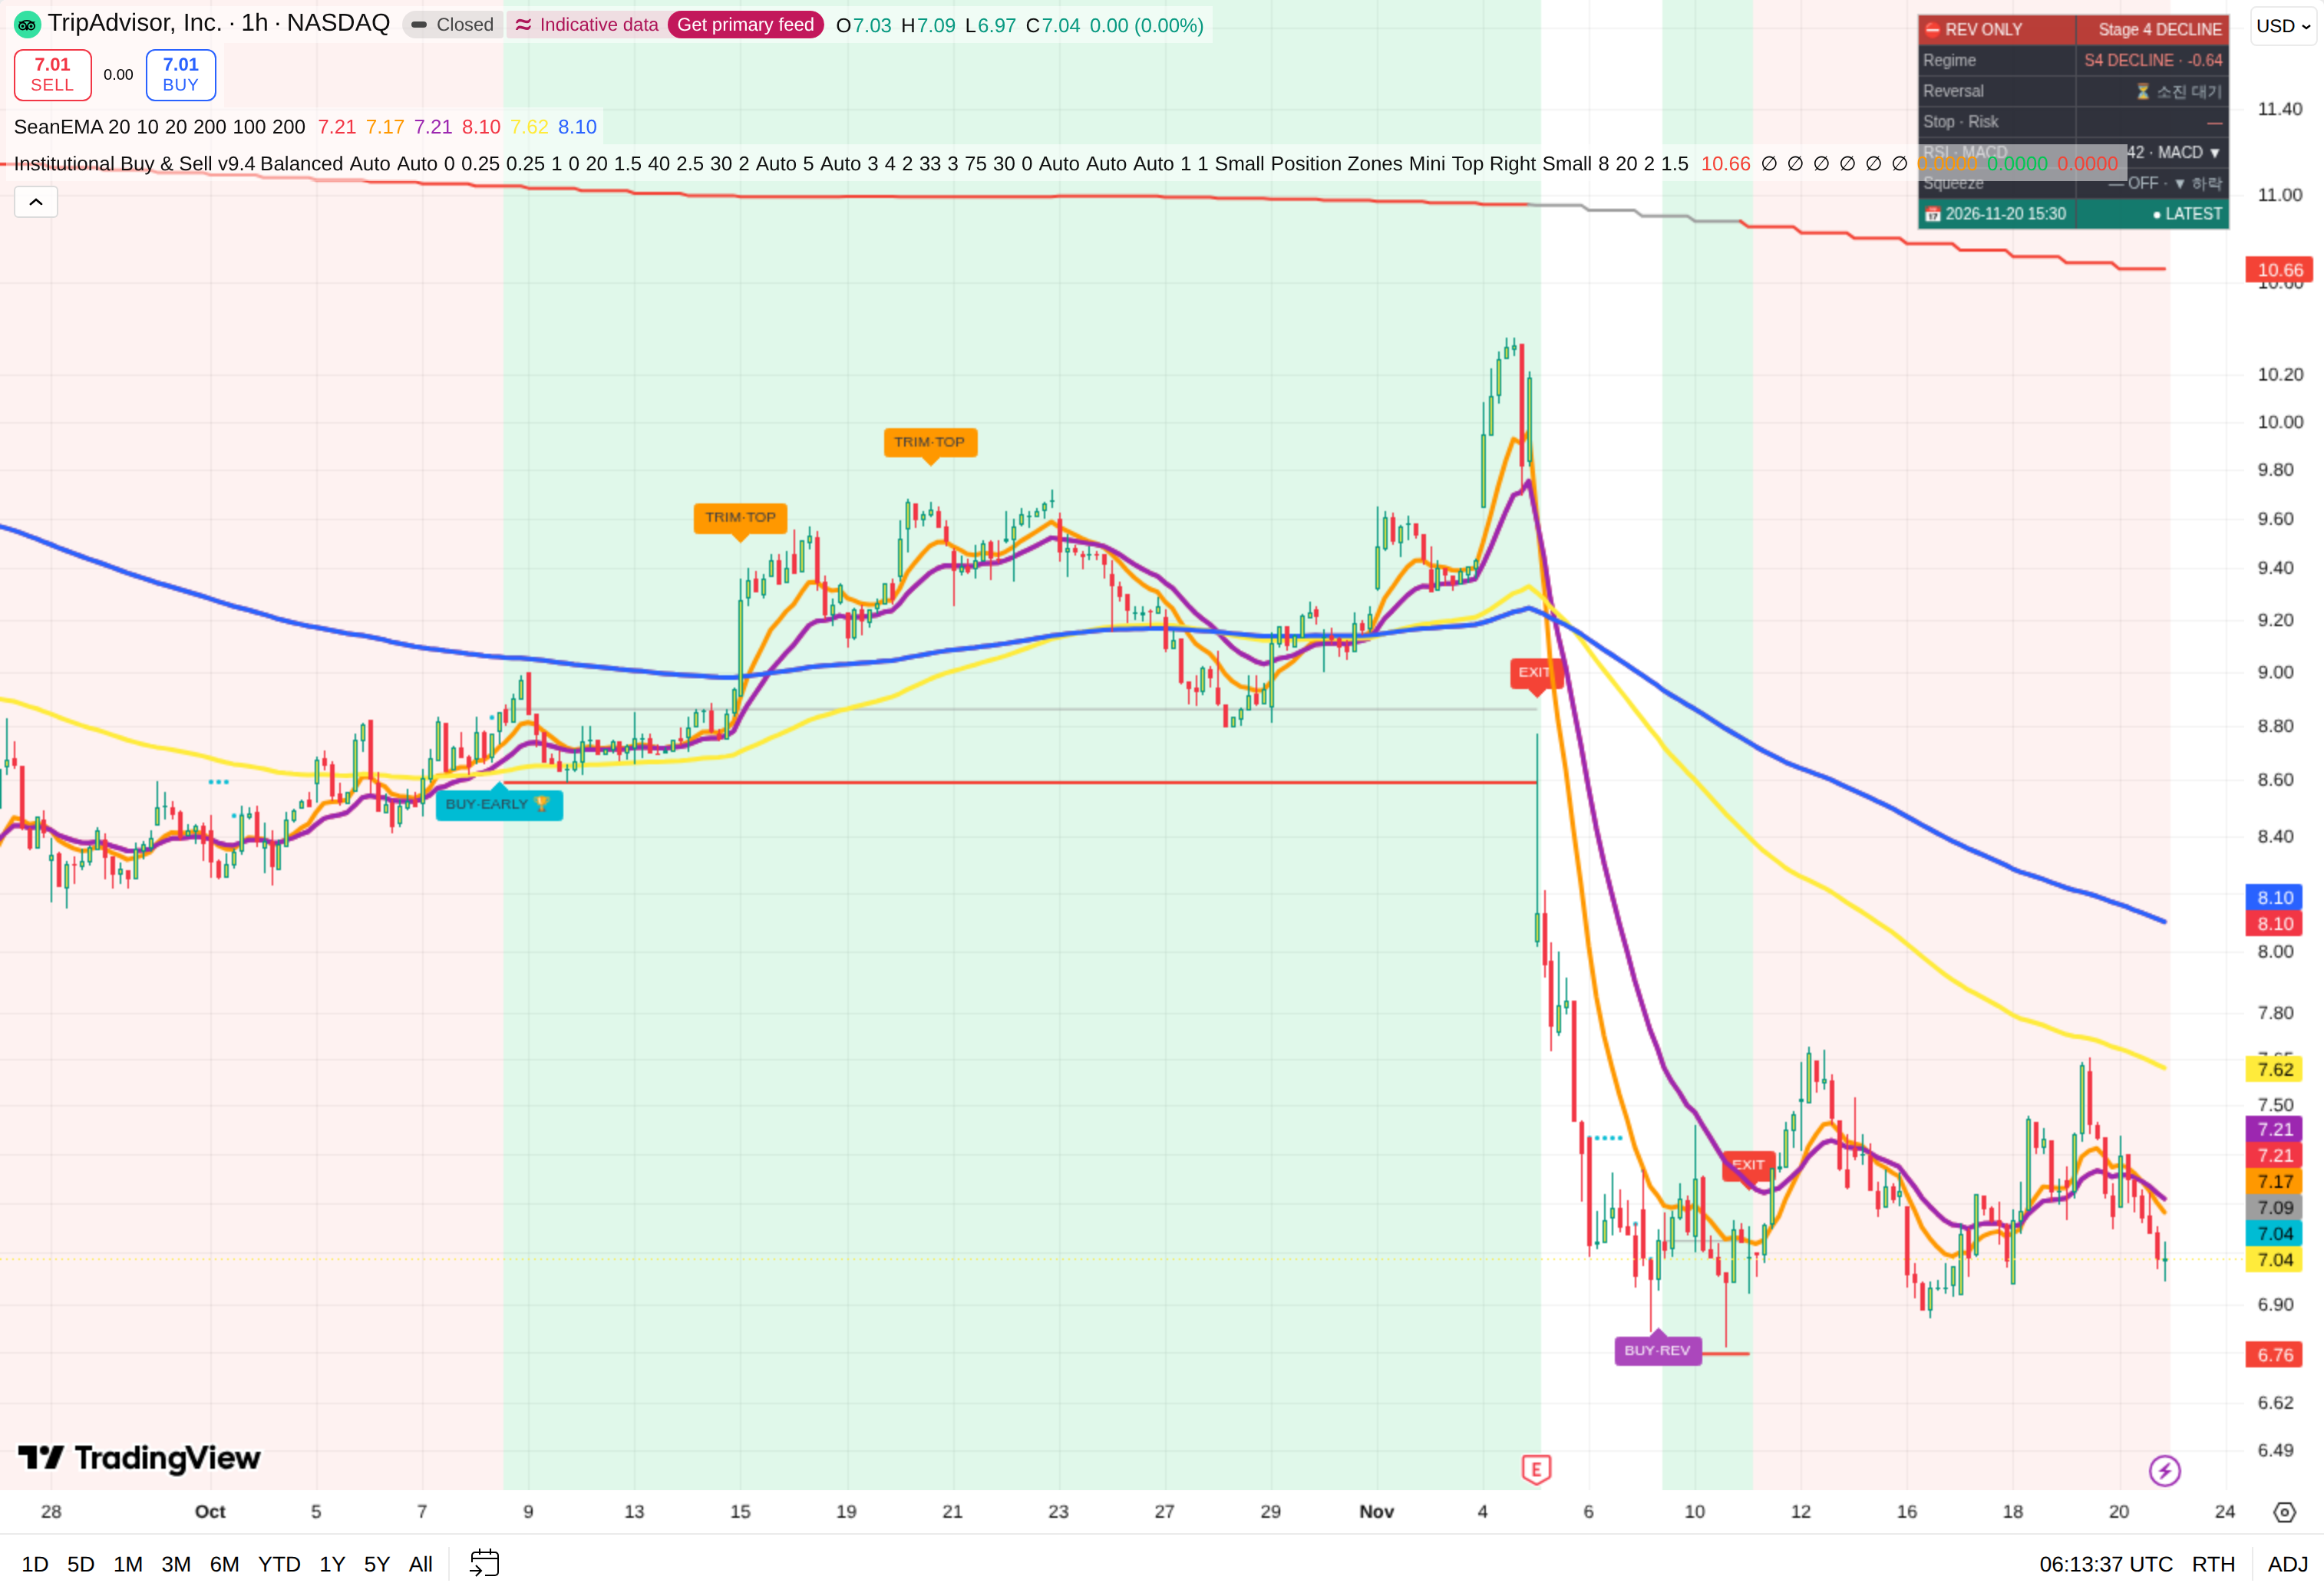 TripAdvisor, Inc. · 1h · NASDAQ Closed Indicative data Get primary feed O7.03 H7.09 L6.97 C7.04 0.00 (0.00%)
USD
7.01 SELL 0.00 7.01 BUY
SeanEMA 20 10 20 200 100 200 7.21 7.17 7.21 8.10 7.62 8.10
Institutional Buy & Sell v9.4 Balanced Auto Auto 0 0.25 0.25 1 0 20 1.5 40 2.5 30 2 Auto 5 Auto 3 4 2 33 3 75 30 0 Auto Auto Auto 1 1 Small Position Zones Mini Top Right Small 8 20 2 1.5 10.66 ∅ ∅ ∅ ∅ ∅ ∅ 0.0000 0.0000 0.0000
⛔ REV ONLY Stage 4 DECLINE
Regime S4 DECLINE · -0.64
Reversal ⏳ 소진 대기
Stop · Risk —
RSI · MACD 42 · MACD ▼
Squeeze — OFF · ▼ 하락
📅 2026-11-20 15:30 ● LATEST
11.40
11.00
10.66
10.60
10.20
10.00
9.80
9.60
9.40
9.20
9.00
8.80
8.60
8.40
8.10
8.10
8.00
7.80
7.62
7.50
7.21
7.21
7.17
7.09
7.04
7.04
6.90
6.76
6.62
6.49
TRIM-TOP
TRIM-TOP
EXIT
BUY-EARLY 🏆
EXIT
BUY-REV
E
TradingView
28 Oct 5 7 9 13 15 19 21 23 27 29 Nov 4 6 10 12 16 18 20 24
1D 5D 1M 3M 6M YTD 1Y 5Y All 06:13:37 UTC RTH ADJ